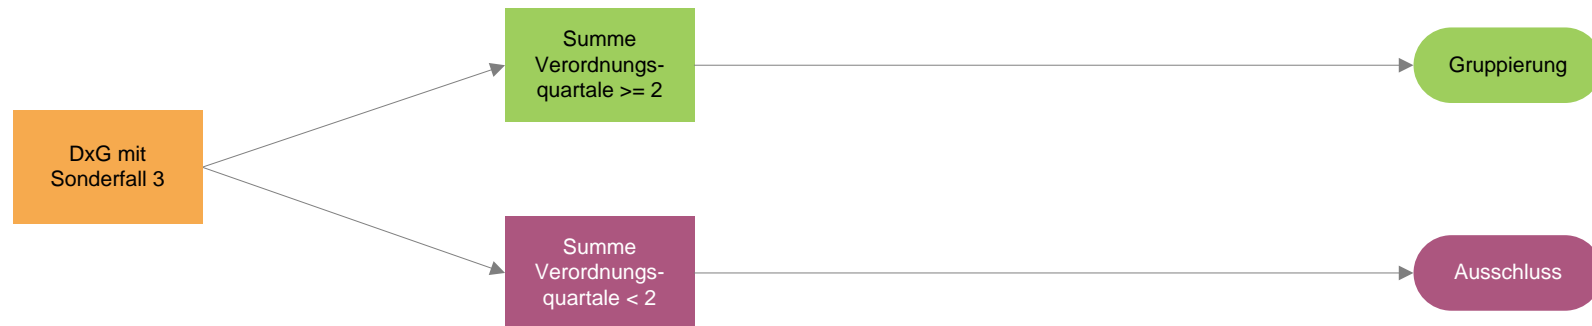 DxG mit
Sonderfall 3
Summe
Verordnungs-
quartale >= 2
Gruppierung
Summe
Verordnungs-
quartale < 2
Ausschluss